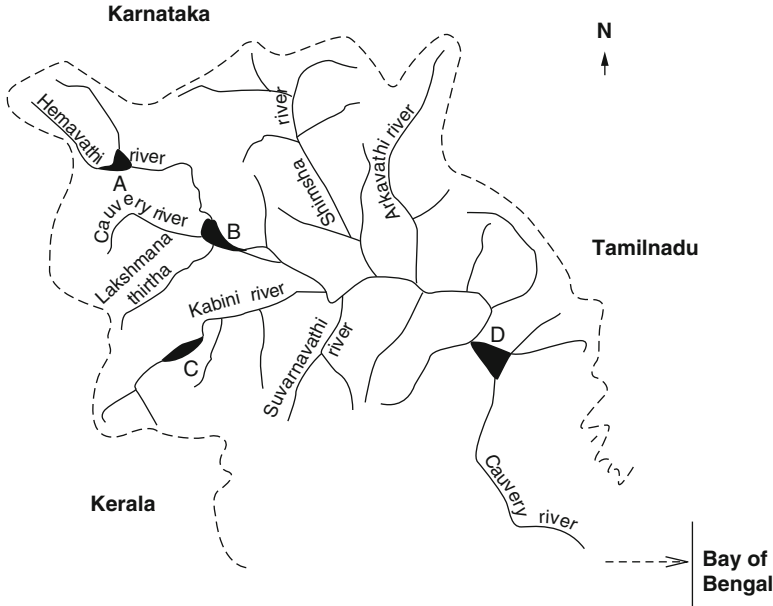 Karnataka
N
Hemavathi river
A
Shimsha river
Arkavathi river
Cauvery river
B
Lakshmana
thirtha
Tamilnadu
Kabini river
C
Suvarnavathi
river
D
Kerala
Cauvery river
Bay of
Bengal